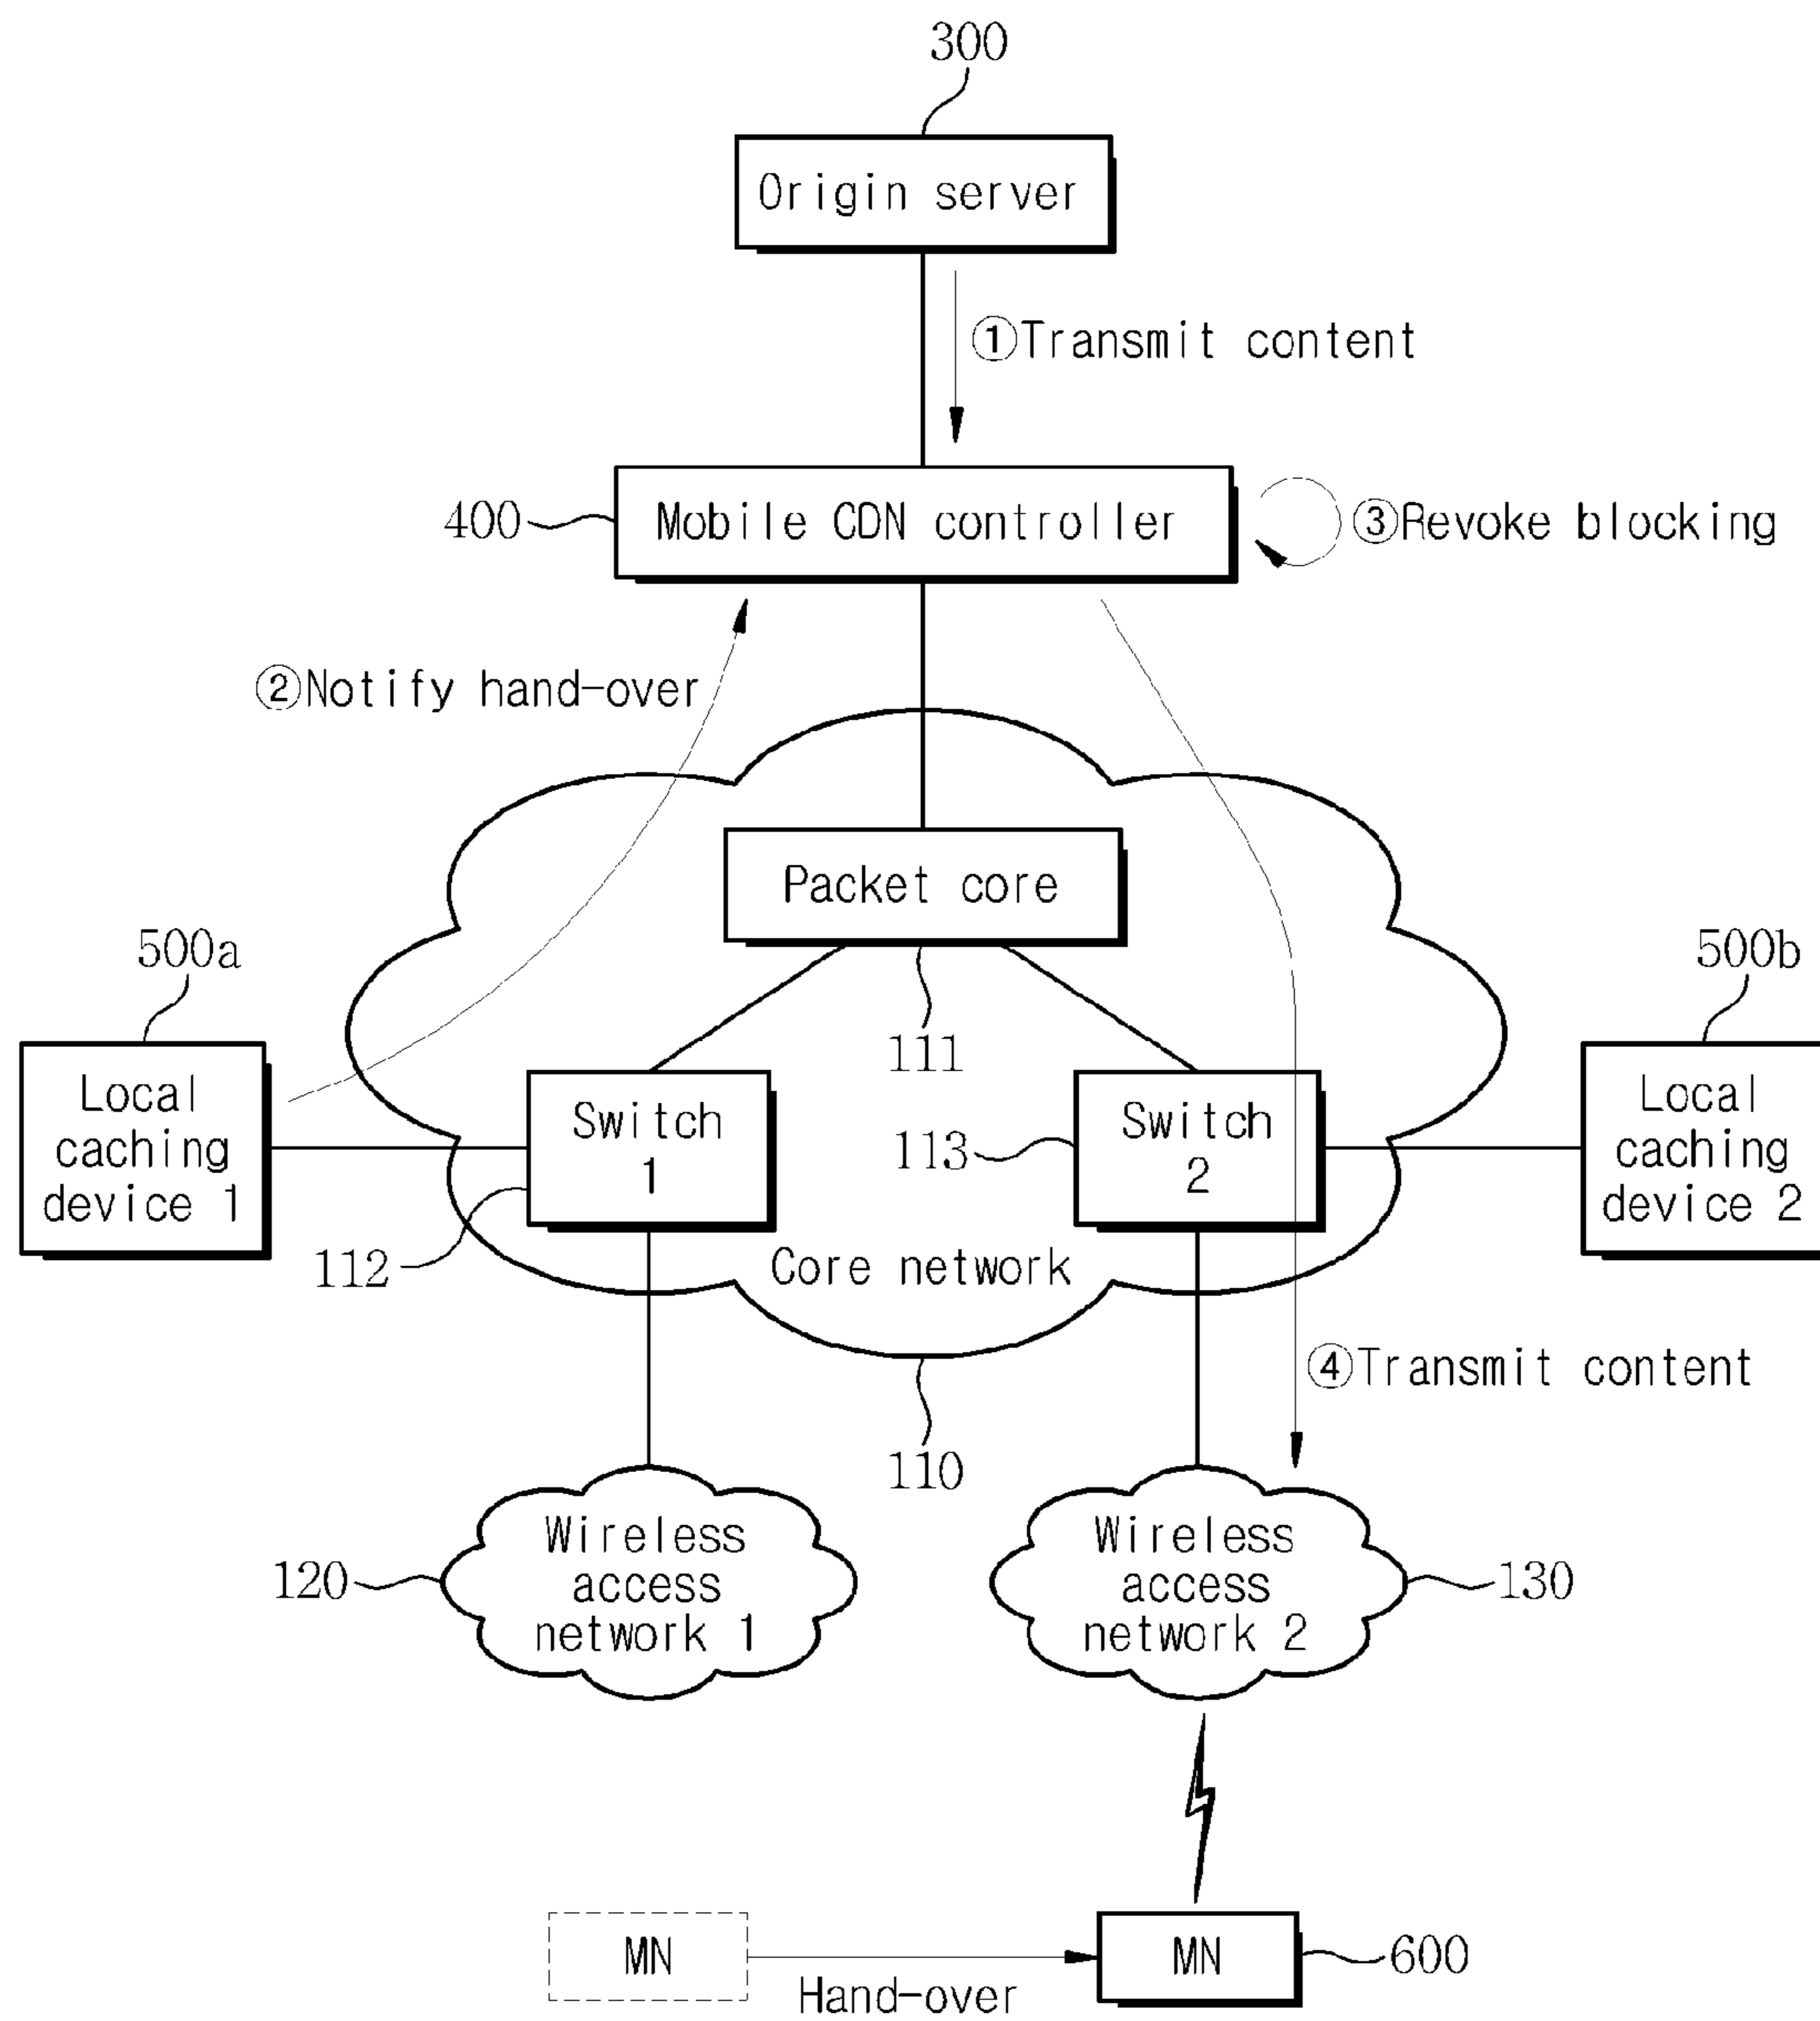 300
Origin server
①Transmit content
400
Mobile CDN controller
③Revoke blocking
②Notify hand-over
Packet core
500a
500b
111
Local
caching
device 1
Switch
1
113
Switch
2
Local
caching
device 2
112
Core network
④Transmit content
110
120
Wireless
access
network 1
Wireless
access
network 2
130
MN
Hand-over
MN
600